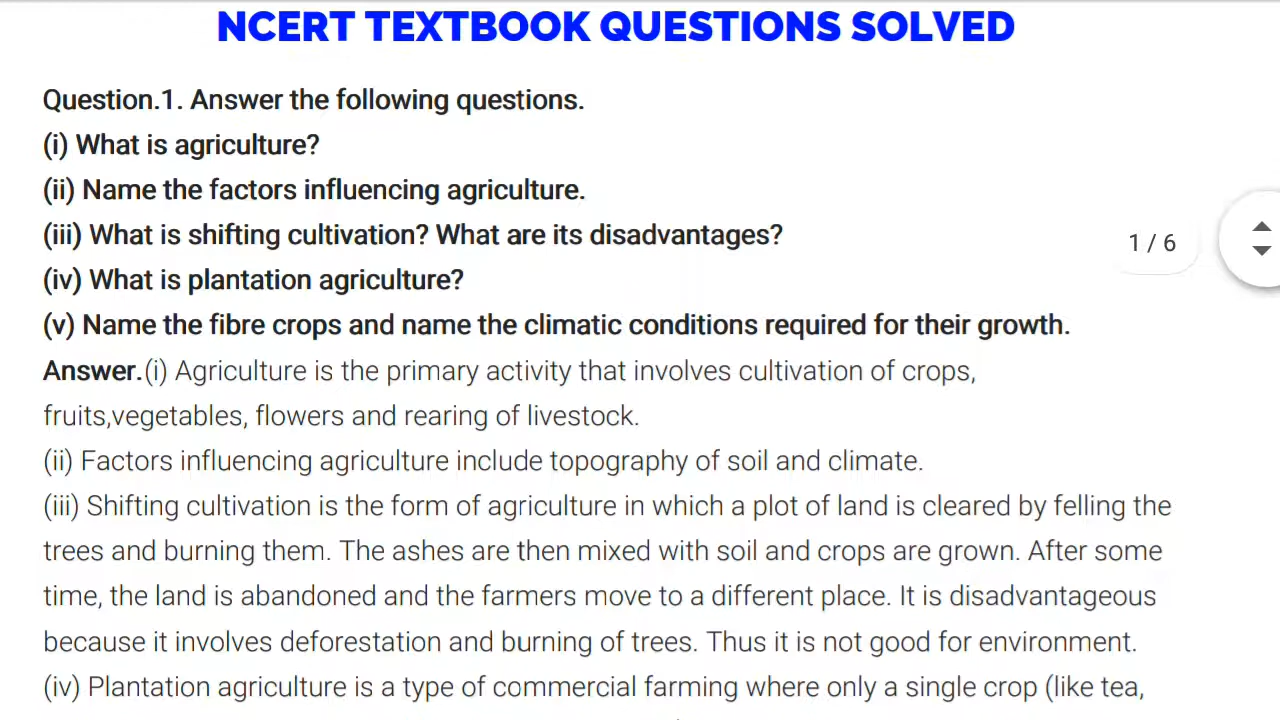 NCERT TEXTBOOK QUESTIONS SOLVED
Question.1. Answer the following questions.
(i) What is agriculture?
(ii) Name the factors influencing agriculture.
(iii) What is shifting cultivation? What are its disadvantages?
1 / 6
(iv) What is plantation agriculture?
(v) Name the fibre crops and name the climatic conditions required for their growth.
Answer.(i) Agriculture is the primary activity that involves cultivation of crops,
fruits,vegetables, flowers and rearing of livestock.
(ii) Factors influencing agriculture include topography of soil and climate.
(iii) Shifting cultivation is the form of agriculture in which a plot of land is cleared by felling the
trees and burning them. The ashes are then mixed with soil and crops are grown. After some
time, the land is abandoned and the farmers move to a different place. It is disadvantageous
because it involves deforestation and burning of trees. Thus it is not good for environment.
(iv) Plantation agriculture is a type of commercial farming where only a single crop (like tea,